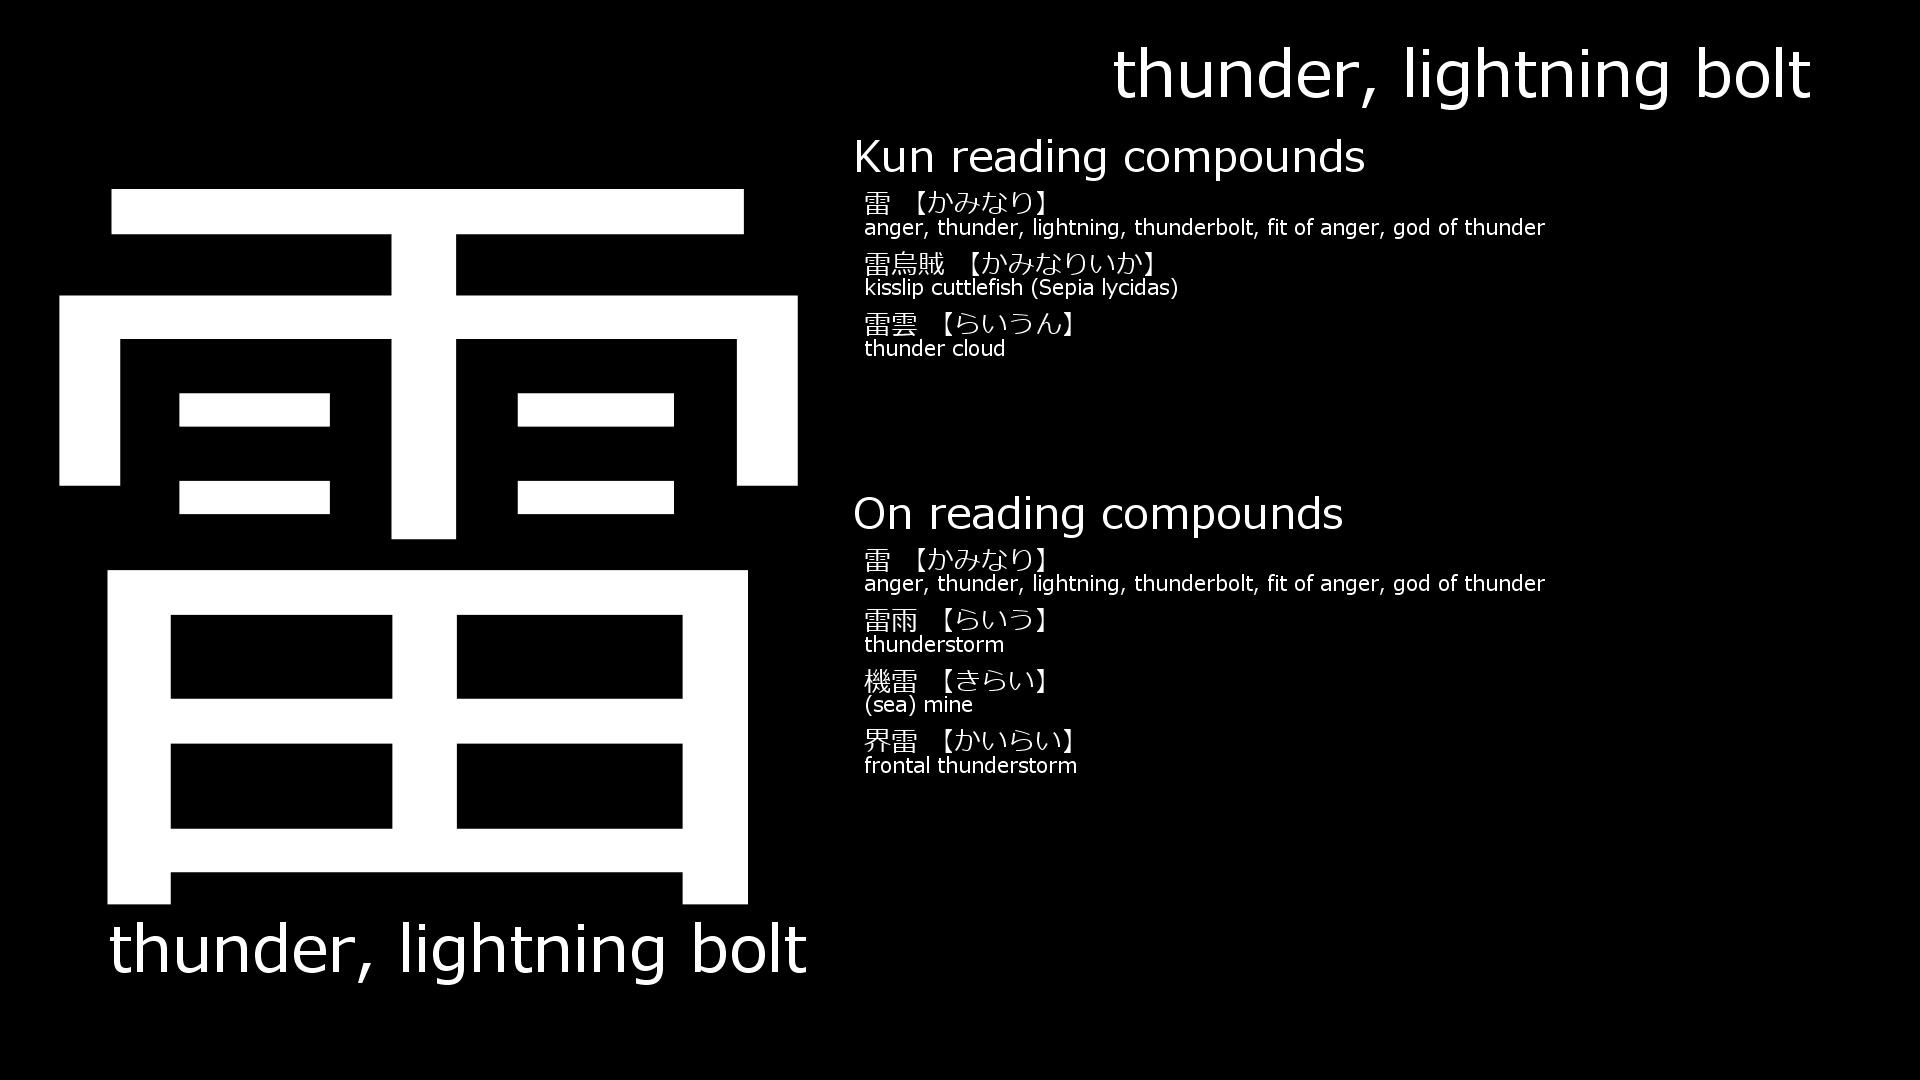 thunder, lightning bolt
雷
thunder, lightning bolt
Kun reading compounds
雷 【かみなり】
anger, thunder, lightning, thunderbolt, fit of anger, god of thunder
雷烏賊 【かみなりいか】
kisslip cuttlefish (Sepia lycidas)
雷雲 【らいうん】
thunder cloud
On reading compounds
雷 【かみなり】
anger, thunder, lightning, thunderbolt, fit of anger, god of thunder
雷雨 【らいう】
thunderstorm
機雷 【きらい】
(sea) mine
界雷 【かいらい】
frontal thunderstorm